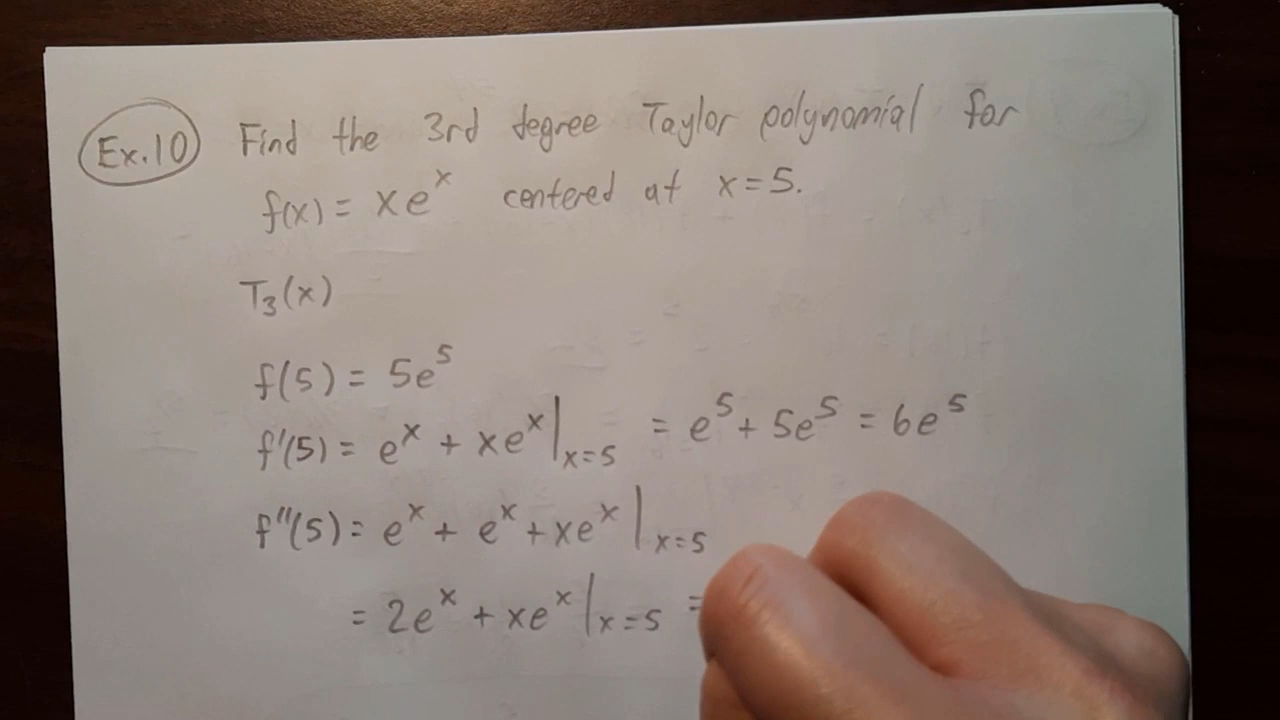 Ex.10 Find the 3rd degree Taylor polynomial for
f(x) = xe^x centered at x=5.
T₃(x)
f(5) = 5e^5
f'(5) = e^x + xe^x|x=5 = e^5 + 5e^5 = 6e^5
f"(5) = e^x + e^x + xe^x|x=5
= 2e^x + xe^x|x=5 =